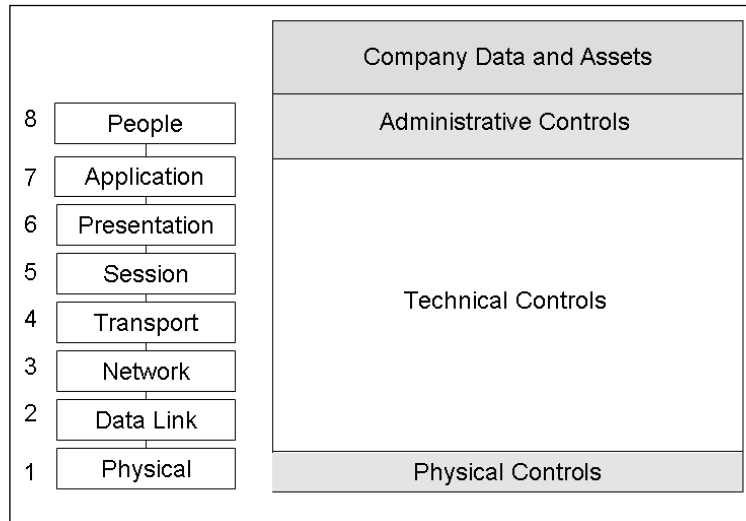 Company Data and Assets
8 People Administrative Controls
7 Application
6 Presentation
5 Session
Technical Controls
4 Transport
3 Network
2 Data Link
1 Physical Physical Controls